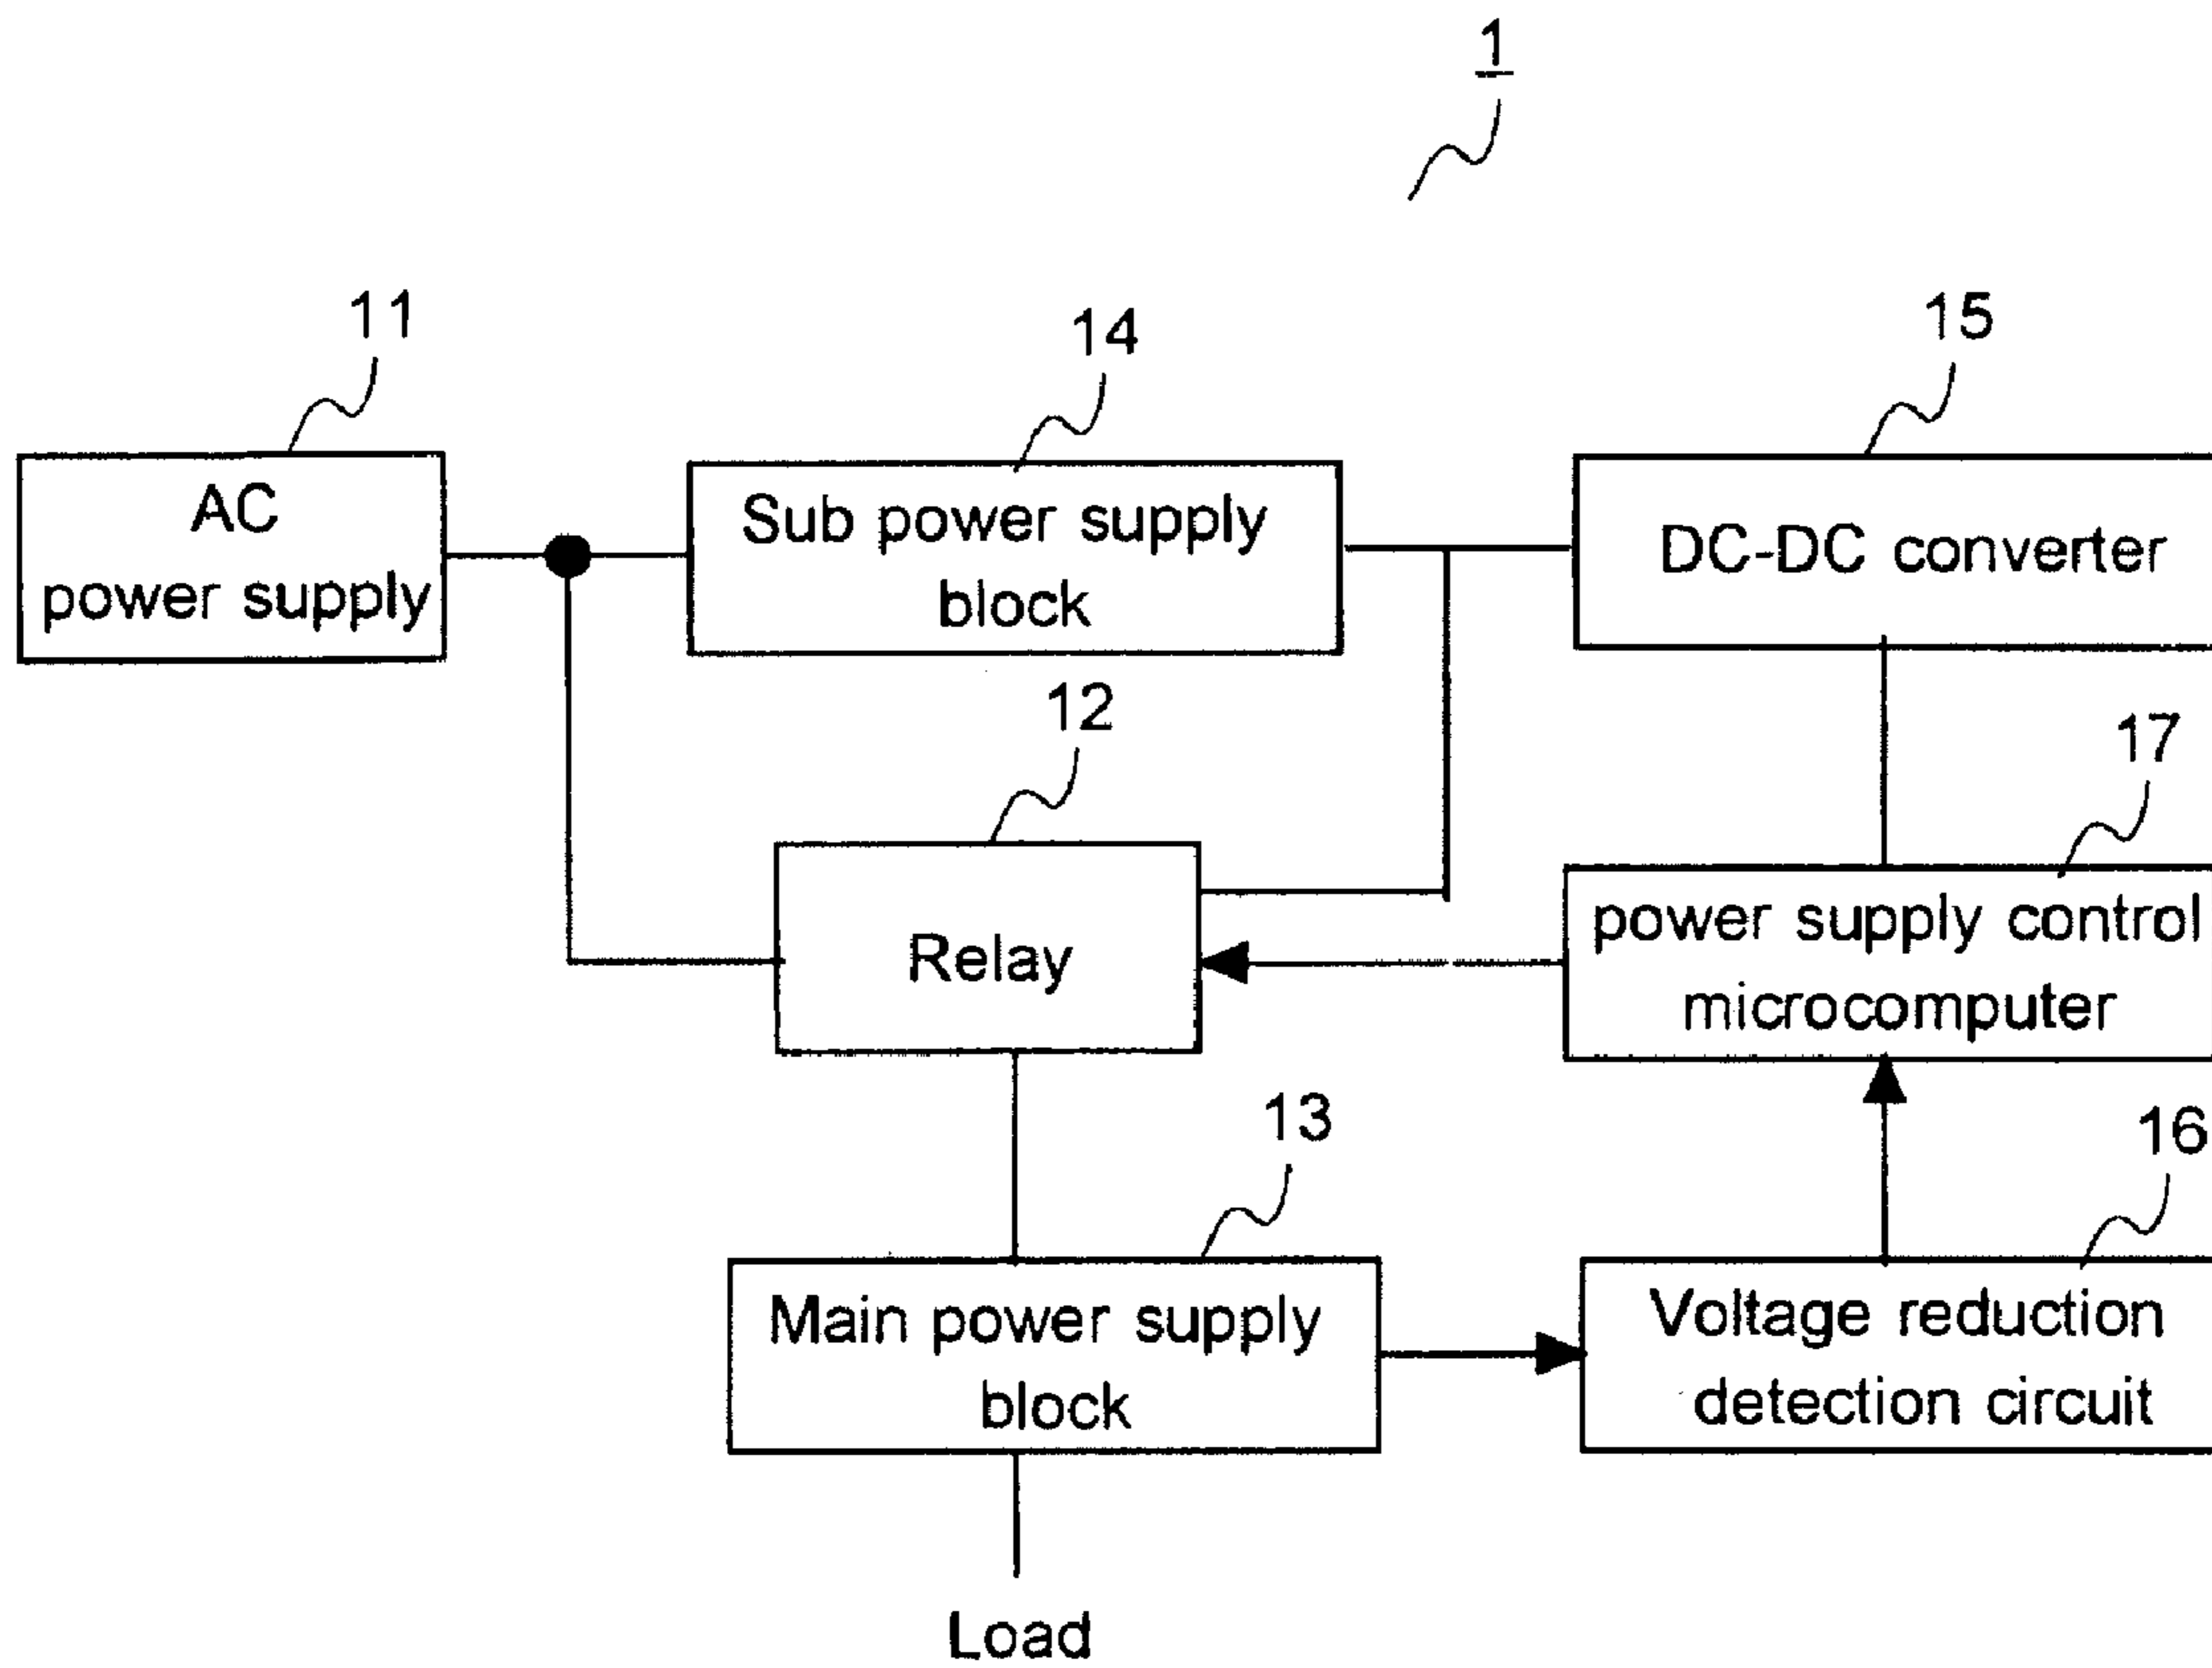 1
11
14
15
AC
power supply
Sub power supply
block
DC-DC converter
12
17
Relay
power supply control
microcomputer
13
16
Main power supply
block
Voltage reduction
detection circuit
Load